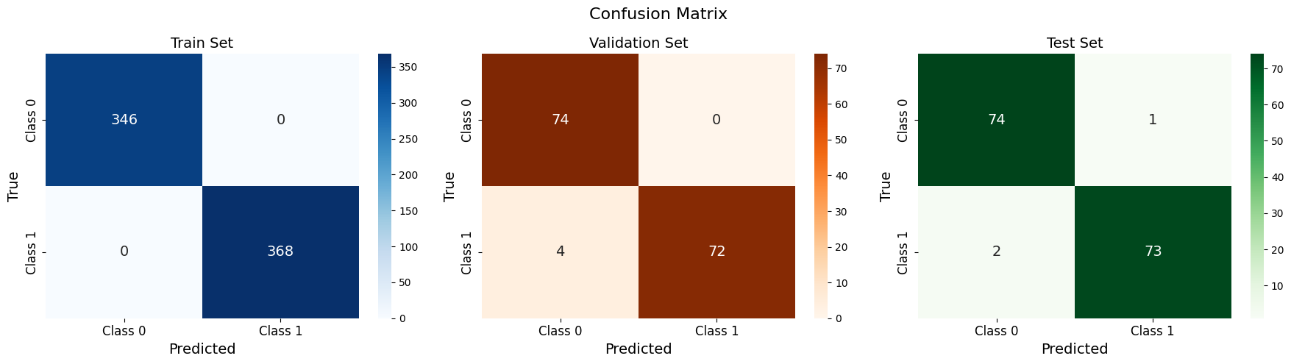 Confusion Matrix
Train Set
Class 0
Class 1
True
346
0
0
368
Class 0
Class 1
Predicted
350
300
250
200
150
100
50
0
Validation Set
Class 0
Class 1
True
74
0
4
72
Class 0
Class 1
Predicted
70
60
50
40
30
20
10
0
Test Set
Class 0
Class 1
True
74
1
2
73
Class 0
Class 1
Predicted
70
60
50
40
30
20
10